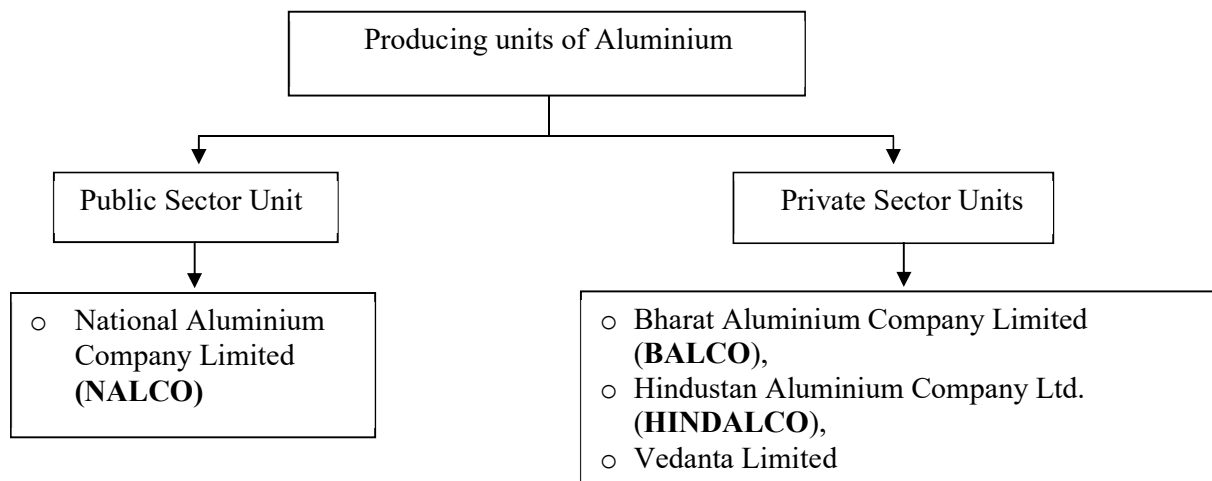 Producing units of Aluminium
Public Sector Unit
Private Sector Units
o National Aluminium
Company Limited
(NALCO)
o Bharat Aluminium Company Limited
(BALCO),
o Hindustan Aluminium Company Ltd.
(HINDALCO),
o Vedanta Limited